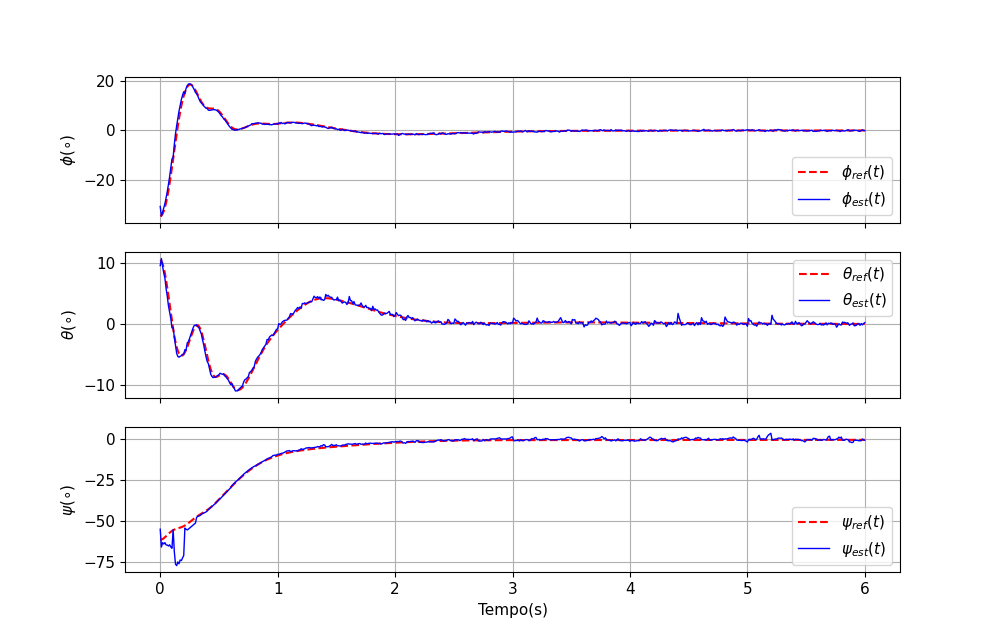 20
0
−20
ϕ(∘)
ϕref(t)
ϕest(t)
10
0
−10
θ(∘)
θref(t)
θest(t)
0
−25
−50
−75
ψ(∘)
ψref(t)
ψest(t)
0 1 2 3 4 5 6
Tempo(s)